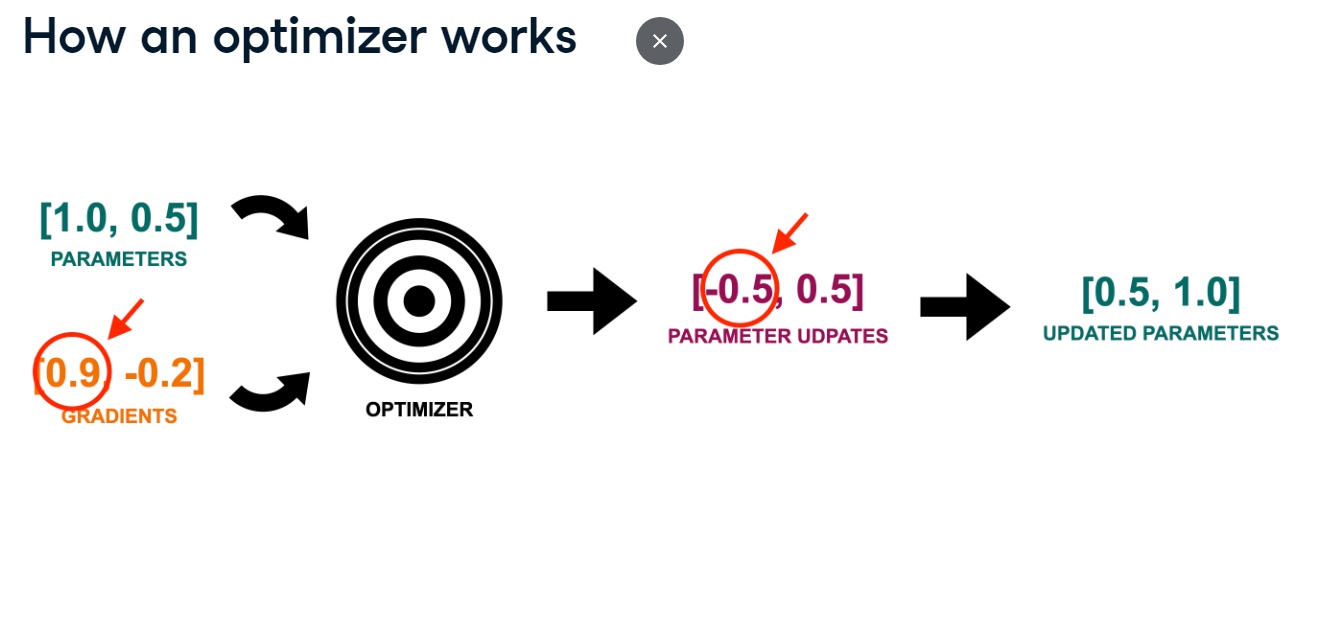 How an optimizer works
[1.0, 0.5]
PARAMETERS
[0.9, -0.2]
GRADIENTS
OPTIMIZER
[-0.5, 0.5]
PARAMETER UDPATES
[0.5, 1.0]
UPDATED PARAMETERS